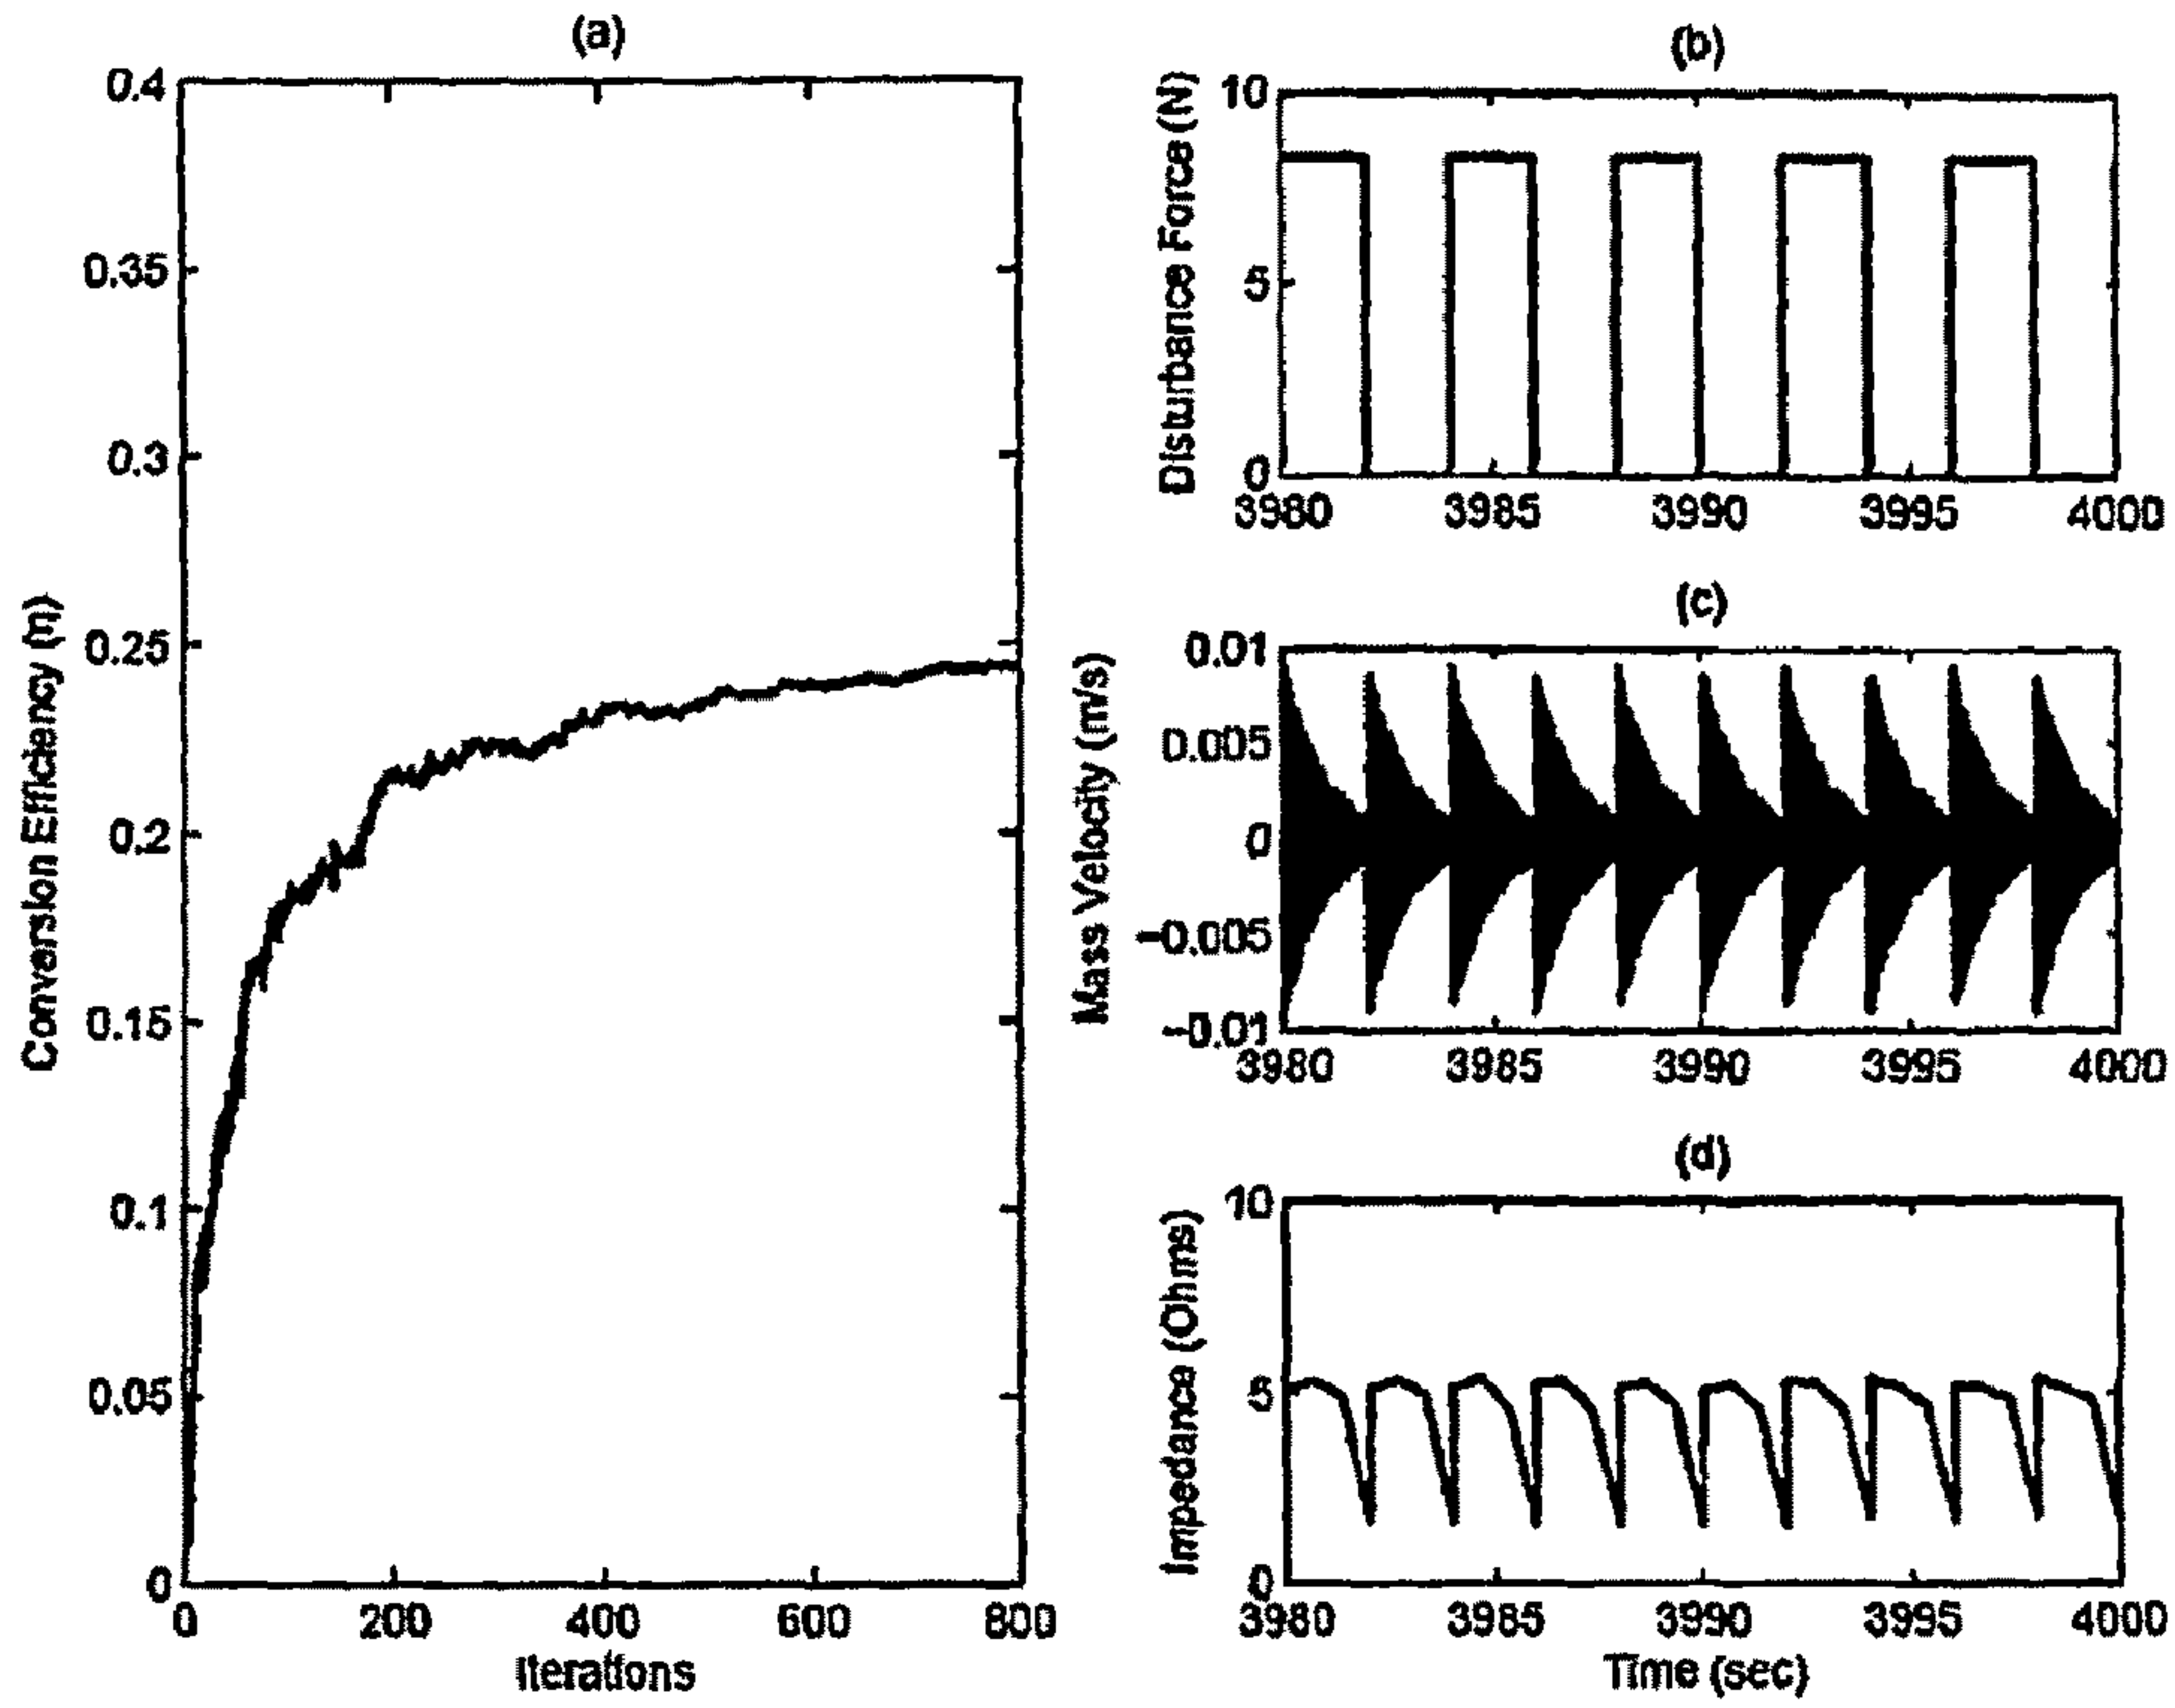 (a)
0.4
0.35
0.3
0.25
0.2
0.15
0.1
0.05
0
0 200 400 600 800
Iterations
Conversion Efficiency (η)
(b)
10
5
0
3980 3985 3990 3995 4000
Disturbance Force (N)
(c)
0.01
0.005
0
-0.005
-0.01
3980 3985 3990 3995 4000
Mass Velocity (m/s)
(d)
10
5
0
3980 3985 3990 3995 4000
Impedance (Ohms)
Time (sec)